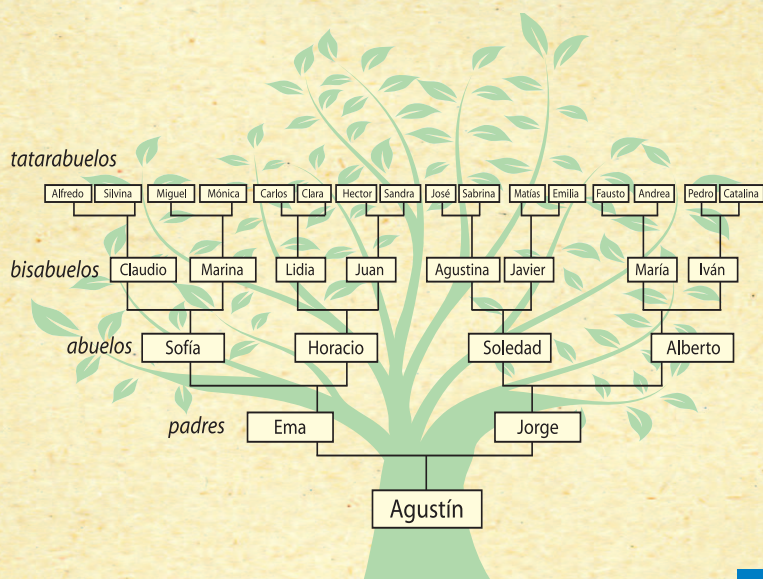 tatarabuelos
Alfredo Silvina Miguel Mónica Carlos Clara Hector Sandra José Sabrina Matías Emilia Fausto Andrea Pedro Catalina
bisabuelos Claudio Marina Lidia Juan Agustina Javier María Iván
abuelos Sofía Horacio Soledad Alberto
padres Ema Jorge
Agustín